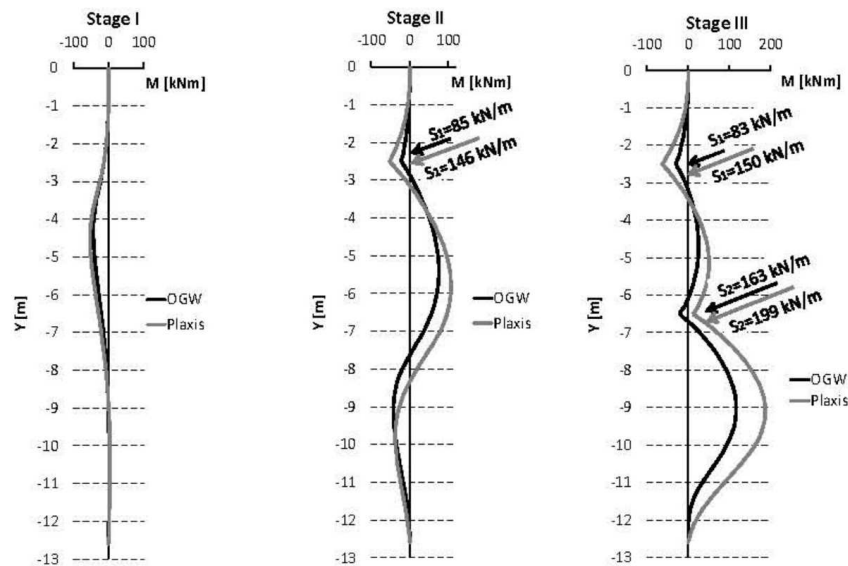 Stage I
-100 0 100
M [kNm]
0
-1
-2
-3
-4
-5
-6
-7
-8
-9
-10
-11
-12
-13
Y [m]
OGW
Plaxis
Stage II
-100 0 100
M [kNm]
0
-1
-2
-3
-4
-5
-6
-7
-8
-9
-10
-11
-12
-13
Y [m]
S₁=85 kN/m
S₁=146 kN/m
OGW
Plaxis
Stage III
-100 0 100 200
M [kNm]
0
-1
-2
-3
-4
-5
-6
-7
-8
-9
-10
-11
-12
-13
Y [m]
S₁=83 kN/m
S₁=150 kN/m
S₂=163 kN/m
S₂=199 kN/m
OGW
Plaxis